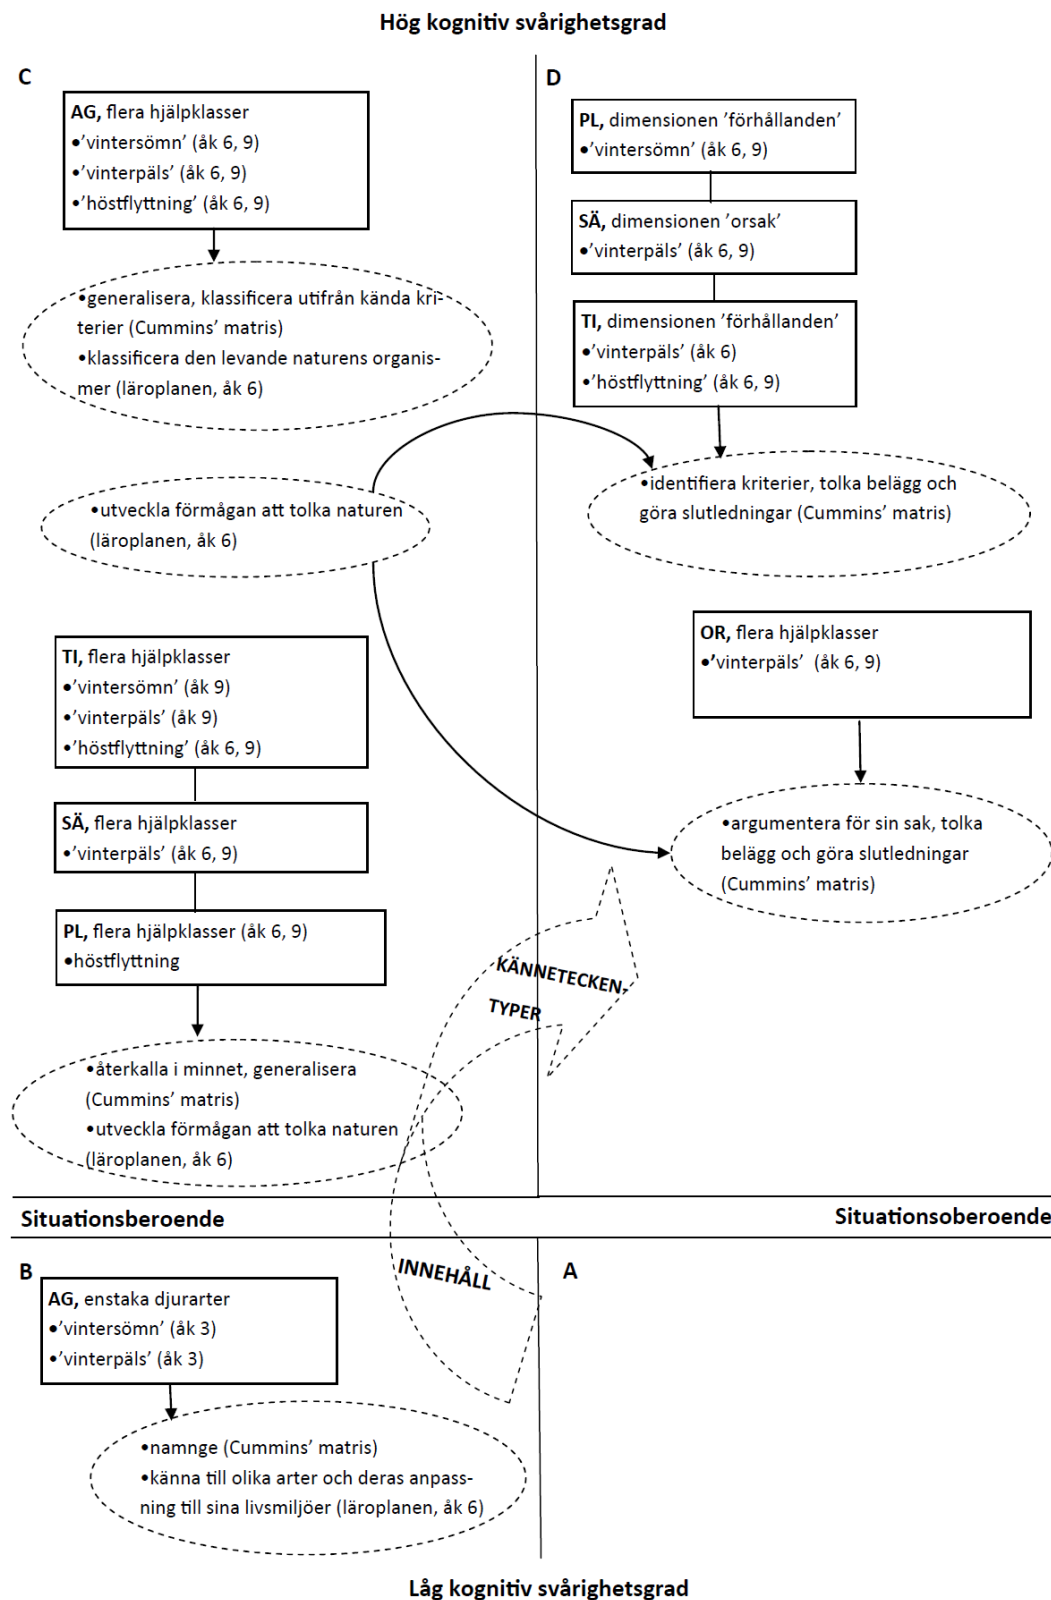 Hög kognitiv svårighetsgrad
C
AG, flera hjälpklasser
•’vintersömn’ (åk 6, 9)
•’vinterpäls’ (åk 6, 9)
•’höstflyttning’ (åk 6, 9)
•generalisera, klassificera utifrån kända kri-
terier (Cummins’ matris)
•klassificera den levande naturens organis-
mer (läroplanen, åk 6)
•utveckla förmågan att tolka naturen
(läroplanen, åk 6)
TI, flera hjälpklasser
•’vintersömn’ (åk 9)
•’vinterpäls’ (åk 9)
•’höstflyttning’ (åk 6, 9)
SÄ, flera hjälpklasser
•’vinterpäls’ (åk 6, 9)
PL, flera hjälpklasser (åk 6, 9)
•höstflyttning
•återkalla i minnet, generalisera
(Cummins’ matris)
•utveckla förmågan att tolka naturen
(läroplanen, åk 6)
D
PL, dimensionen ’förhållanden’
•’vintersömn’ (åk 6, 9)
SÄ, dimensionen ’orsak’
•’vinterpäls’ (åk 6, 9)
TI, dimensionen ’förhållanden’
•’vinterpäls’ (åk 6)
•’höstflyttning’ (åk 6, 9)
•identifiera kriterier, tolka belägg och
göra slutledningar (Cummins’ matris)
OR, flera hjälpklasser
•’vinterpäls’ (åk 6, 9)
•argumentera för sin sak, tolka
belägg och göra slutledningar
(Cummins’ matris)
KÄNNETECKEN-
TYPER
Situationsberoende
Situationsoberoende
INNEHÅLL
B
AG, enstaka djurarter
•’vintersömn’ (åk 3)
•’vinterpäls’ (åk 3)
•namnge (Cummins’ matris)
•känna till olika arter och deras anpass-
ning till sina livsmiljöer (läroplanen, åk 6)
A
Låg kognitiv svårighetsgrad